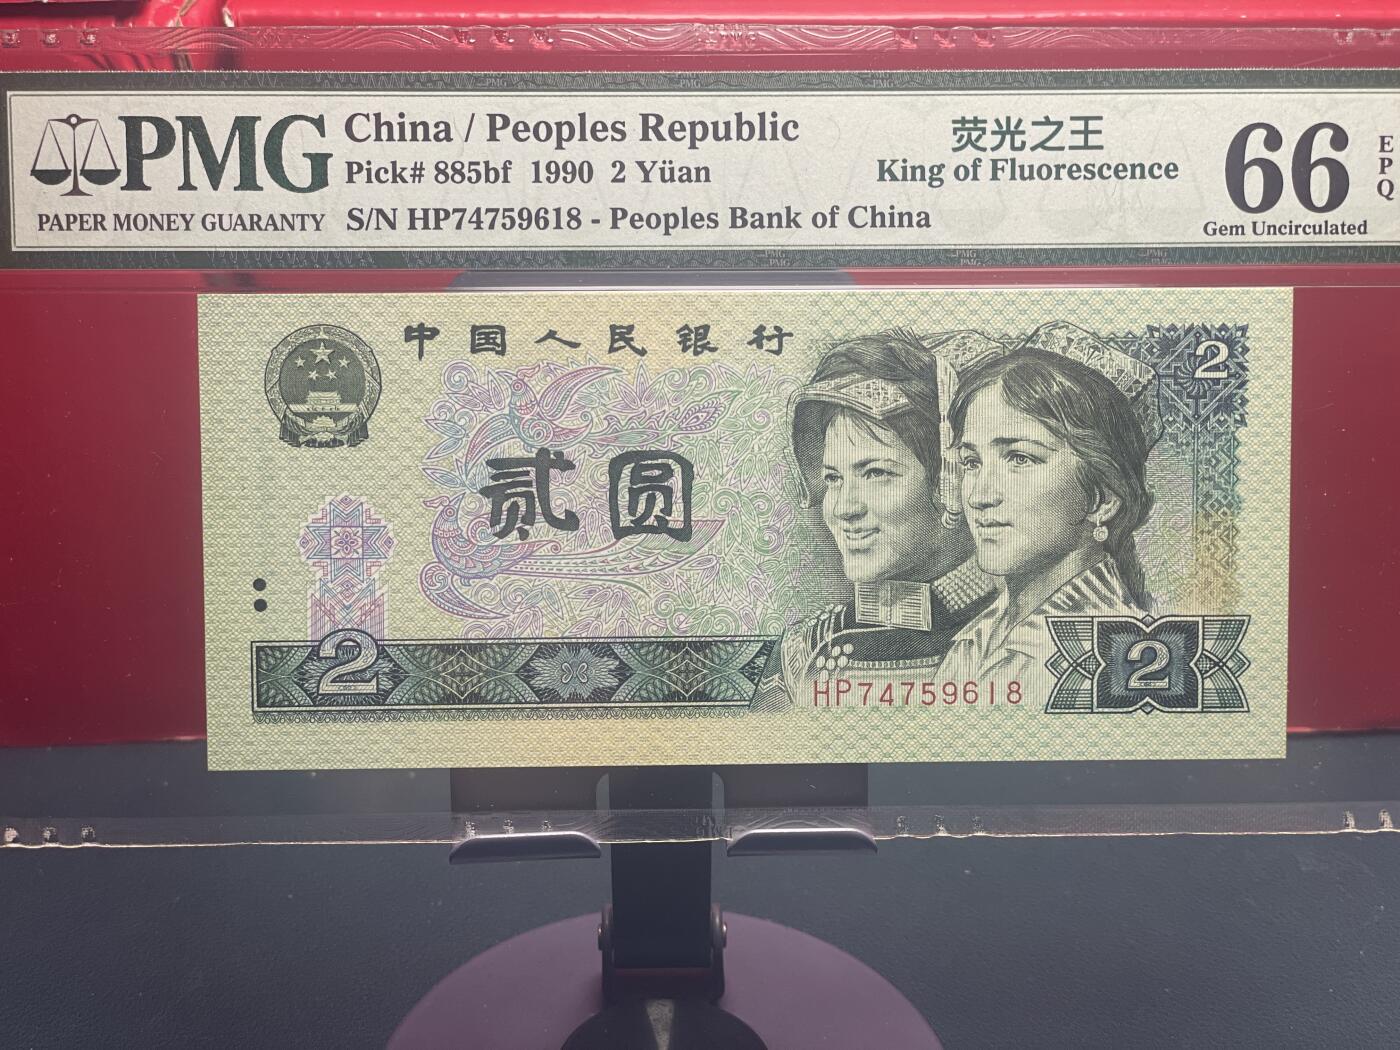 PMG
PAPER MONEY GUARANTY
China / Peoples Republic
Pick# 885bf 1990 2 Yüan
S/N HP74759618 - Peoples Bank of China
荧光之王
King of Fluorescence
66
Gem Uncirculated
EPQ
中国人民银行
2
贰圆
2
HP74759618
2